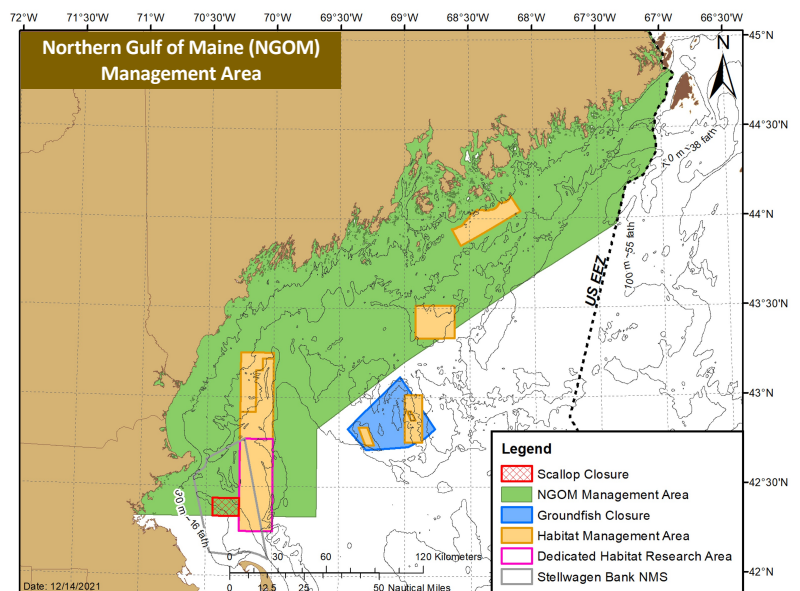 72°W 71°W 70°30'W 70°W 69°30'W 69°W 68°30'W 68°W 67°30'W 67°W 66°30'W
Northern Gulf of Maine (NGOM)
Management Area
N
45°N
44°30'N
44°N
43°30'N
43°N
42°30'N
42°N
100 m ~55 fath
US EEZ
Legend
Scallop Closure
NGOM Management Area
Groundfish Closure
Habitat Management Area
Dedicated Habitat Research Area
Stellwagen Bank NMS
0 30 60 120 Kilometers
0 12.5 25 50 Nautical Miles
Date: 12/14/2021